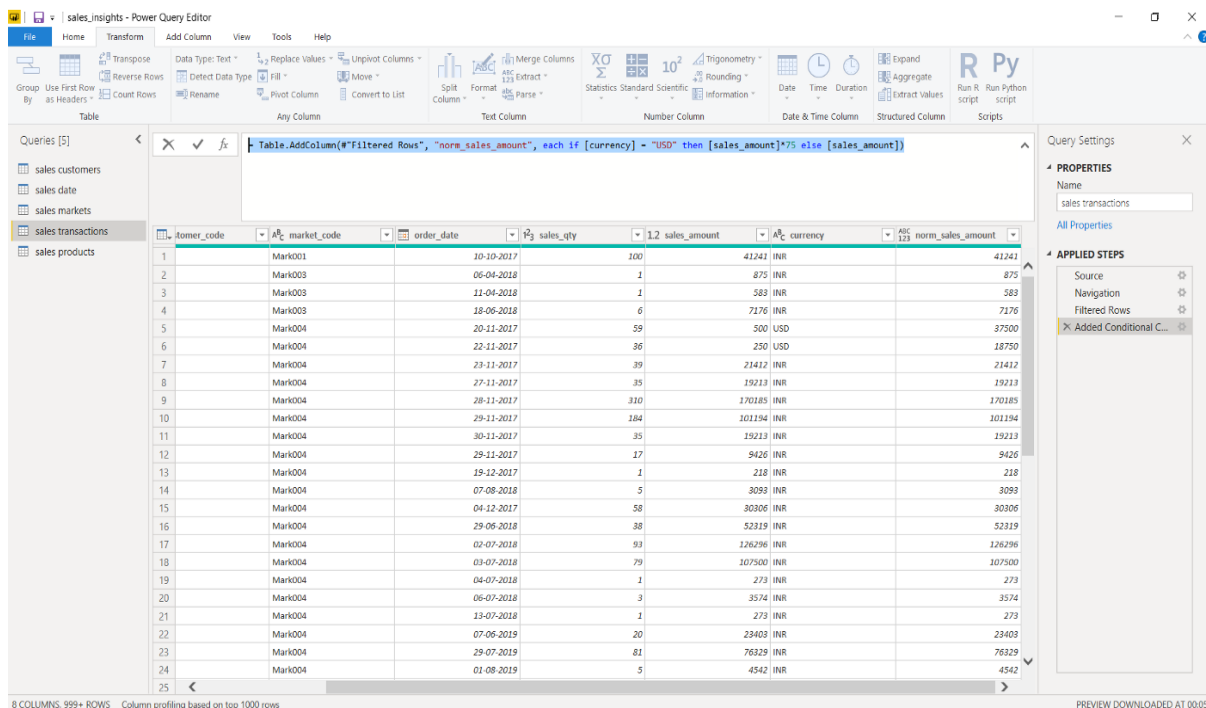 sales_insights - Power Query Editor
File Home Transform Add Column View Tools Help
Group By
Use First Row as Headers
Transpose
Reverse Rows
Count Rows
Table
Data Type: Text
Detect Data Type
Rename
Replace Values
Fill
Pivot Column
Unpivot Columns
Move
Convert to List
Any Column
Split Column
Format
Merge Columns
Extract
Parse
Text Column
Statistics
Standard
Scientific
Trigonometry
Rounding
Information
Number Column
Date
Time
Duration
Date & Time Column
Expand
Aggregate
Extract Values
Structured Column
Run R script
Run Python script
Scripts
Queries [5]
sales customers
sales date
sales markets
sales transactions
sales products
= Table.AddColumn(#"Filtered Rows", "norm_sales_amount", each if [currency] = "USD" then [sales_amount]*75 else [sales_amount])
tomer_code market_code order_date sales_qty sales_amount currency norm_sales_amount
1 Mark001 10-10-2017 100 41241 INR 41241
2 Mark003 06-04-2018 1 875 INR 875
3 Mark003 11-04-2018 1 583 INR 583
4 Mark003 18-06-2018 6 7176 INR 7176
5 Mark004 20-11-2017 59 500 USD 37500
6 Mark004 22-11-2017 36 250 USD 18750
7 Mark004 23-11-2017 39 21412 INR 21412
8 Mark004 27-11-2017 35 19213 INR 19213
9 Mark004 28-11-2017 310 170185 INR 170185
10 Mark004 29-11-2017 184 101194 INR 101194
11 Mark004 30-11-2017 35 19213 INR 19213
12 Mark004 29-11-2017 17 9426 INR 9426
13 Mark004 19-12-2017 1 218 INR 218
14 Mark004 07-08-2018 5 3093 INR 3093
15 Mark004 04-12-2017 58 30306 INR 30306
16 Mark004 29-06-2018 38 52319 INR 52319
17 Mark004 02-07-2018 93 126296 INR 126296
18 Mark004 03-07-2018 79 107500 INR 107500
19 Mark004 04-07-2018 1 273 INR 273
20 Mark004 06-07-2018 3 3574 INR 3574
21 Mark004 13-07-2018 1 273 INR 273
22 Mark004 07-06-2019 20 23403 INR 23403
23 Mark004 29-07-2019 81 76329 INR 76329
24 Mark004 01-08-2019 5 4542 INR 4542
25
Query Settings
PROPERTIES
Name
sales transactions
All Properties
APPLIED STEPS
Source
Navigation
Filtered Rows
Added Conditional C...
8 COLUMNS, 999+ ROWS Column profiling based on top 1000 rows
PREVIEW DOWNLOADED AT 00:05